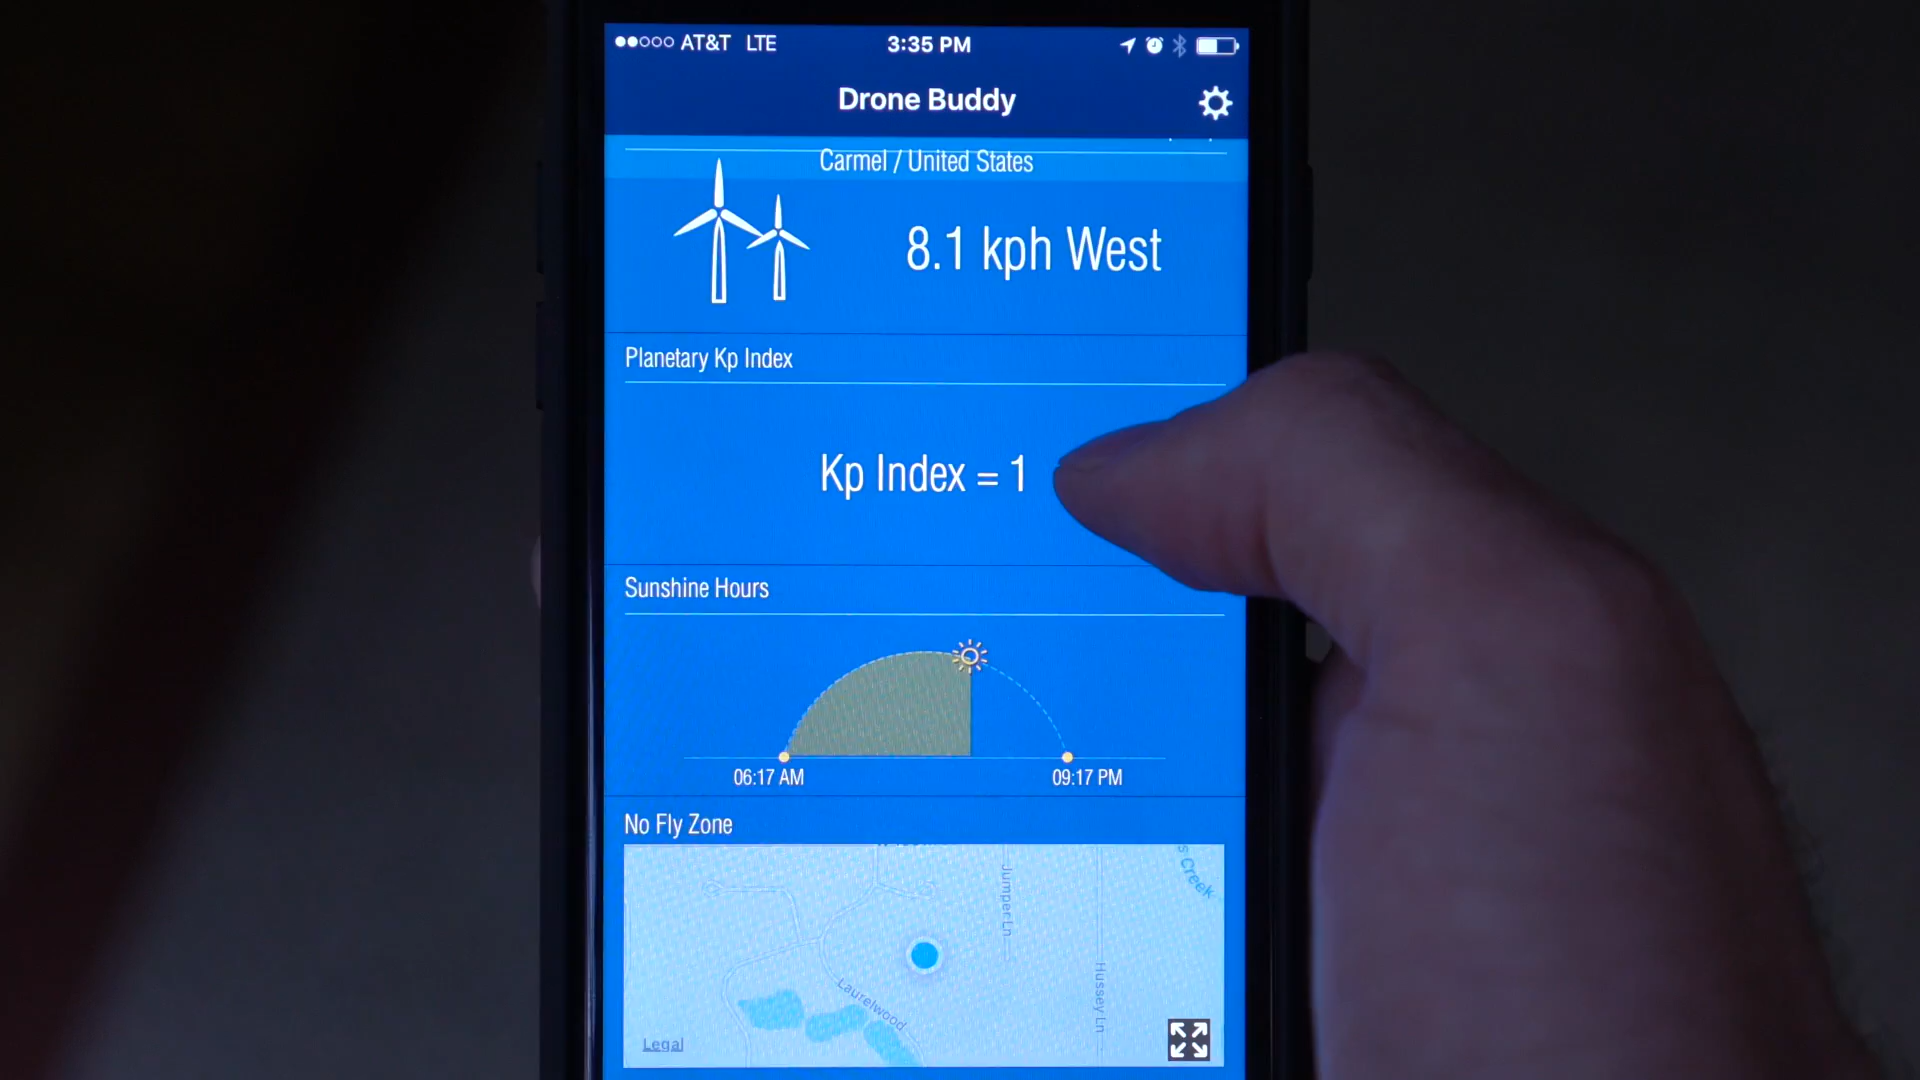 AT&T LTE 3:35 PM
Drone Buddy
Carmel / United States
8.1 kph West
Planetary Kp Index
Kp Index = 1
Sunshine Hours
06:17 AM 09:17 PM
No Fly Zone
Jumper Ln
s Creek
Laurelwood
Hussey Ln
Legal